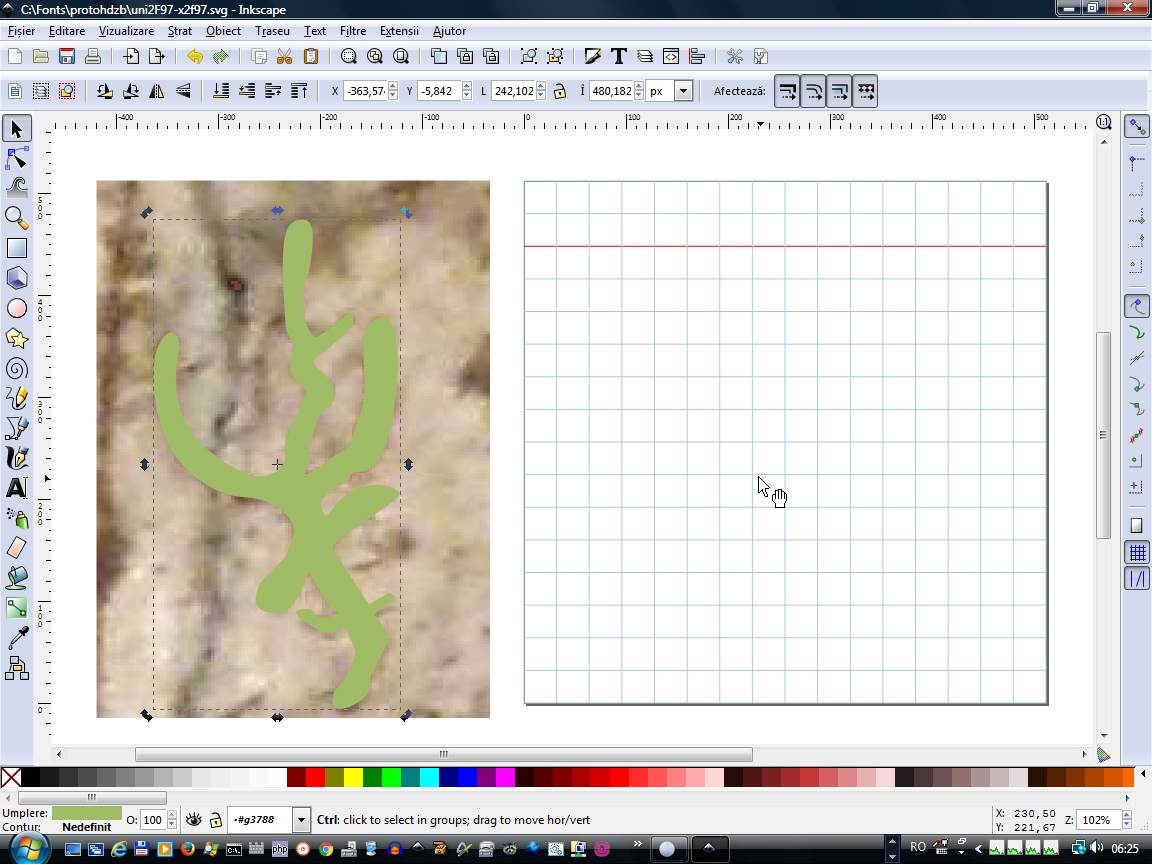 C:\Fonts\protohdzb\uni2F97-x2f97.svg - Inkscape
Fișier Editare Vizualizare Strat Obiect Traseu Text Filtre Extensii Ajutor
X -363,57 Y -5,842 L 242,102 Î 480,182 px Afectează:
-400 -300 -200 -100 0 100 200 300 400 500
1:1
500
400
300
200
100
0
Umplere: O: 100 -#g3788 Ctrl: click to select in groups; drag to move hor/vert X: 230,50 Z: 102%
Contur: Nedefinit Y: 221,67
php RO 06:25